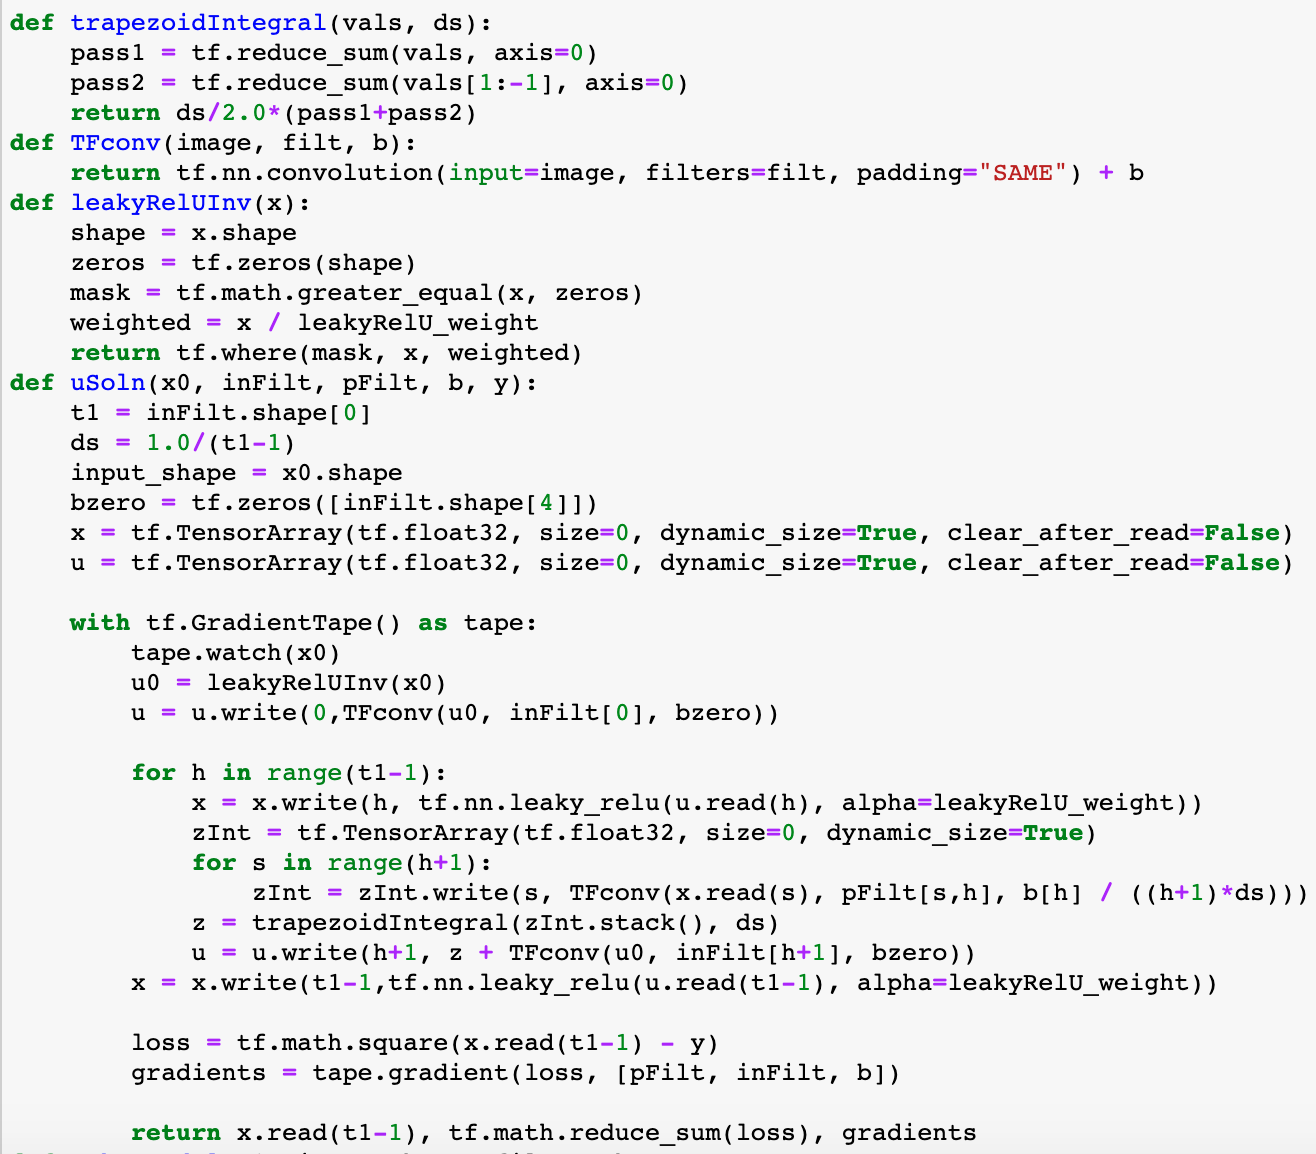 def trapezoidIntegral(vals, ds):
    pass1 = tf.reduce_sum(vals, axis=0)
    pass2 = tf.reduce_sum(vals[1:-1], axis=0)
    return ds/2.0*(pass1+pass2)
def TFconv(image, filt, b):
    return tf.nn.convolution(input=image, filters=filt, padding="SAME") + b
def leakyRelUInv(x):
    shape = x.shape
    zeros = tf.zeros(shape)
    mask = tf.math.greater_equal(x, zeros)
    weighted = x / leakyRelU_weight
    return tf.where(mask, x, weighted)
def uSoln(x0, inFilt, pFilt, b, y):
    t1 = inFilt.shape[0]
    ds = 1.0/(t1-1)
    input_shape = x0.shape
    bzero = tf.zeros([inFilt.shape[4]])
    x = tf.TensorArray(tf.float32, size=0, dynamic_size=True, clear_after_read=False)
    u = tf.TensorArray(tf.float32, size=0, dynamic_size=True, clear_after_read=False)
    with tf.GradientTape() as tape:
        tape.watch(x0)
        u0 = leakyRelUInv(x0)
        u = u.write(0,TFconv(u0, inFilt[0], bzero))
        for h in range(t1-1):
            x = x.write(h, tf.nn.leaky_relu(u.read(h), alpha=leakyRelU_weight))
            zInt = tf.TensorArray(tf.float32, size=0, dynamic_size=True)
            for s in range(h+1):
                zInt = zInt.write(s, TFconv(x.read(s), pFilt[s,h], b[h] / ((h+1)*ds)))
            z = trapezoidIntegral(zInt.stack(), ds)
            u = u.write(h+1, z + TFconv(u0, inFilt[h+1], bzero))
        x = x.write(t1-1,tf.nn.leaky_relu(u.read(t1-1), alpha=leakyRelU_weight))
        loss = tf.math.square(x.read(t1-1) - y)
        gradients = tape.gradient(loss, [pFilt, inFilt, b])
        return x.read(t1-1), tf.math.reduce_sum(loss), gradients